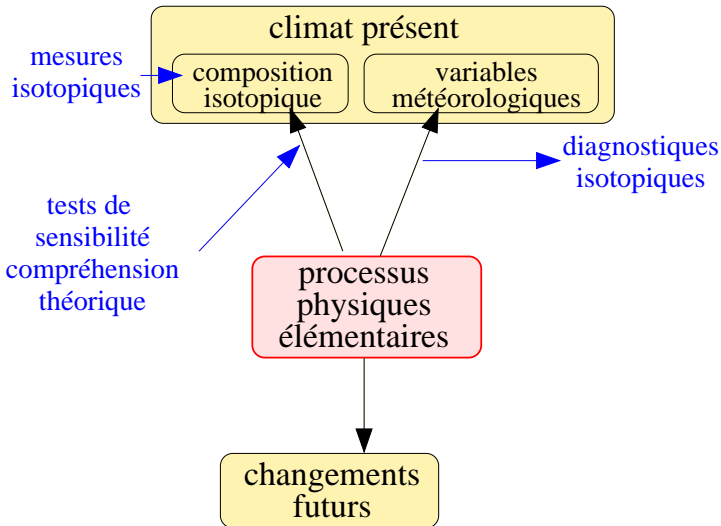 climat présent
mesures
isotopiques
composition
isotopique
variables
météorologiques
diagnostiques
isotopiques
tests de
sensibilité
compréhension
théorique
processus
physiques
élémentaires
changements
futurs